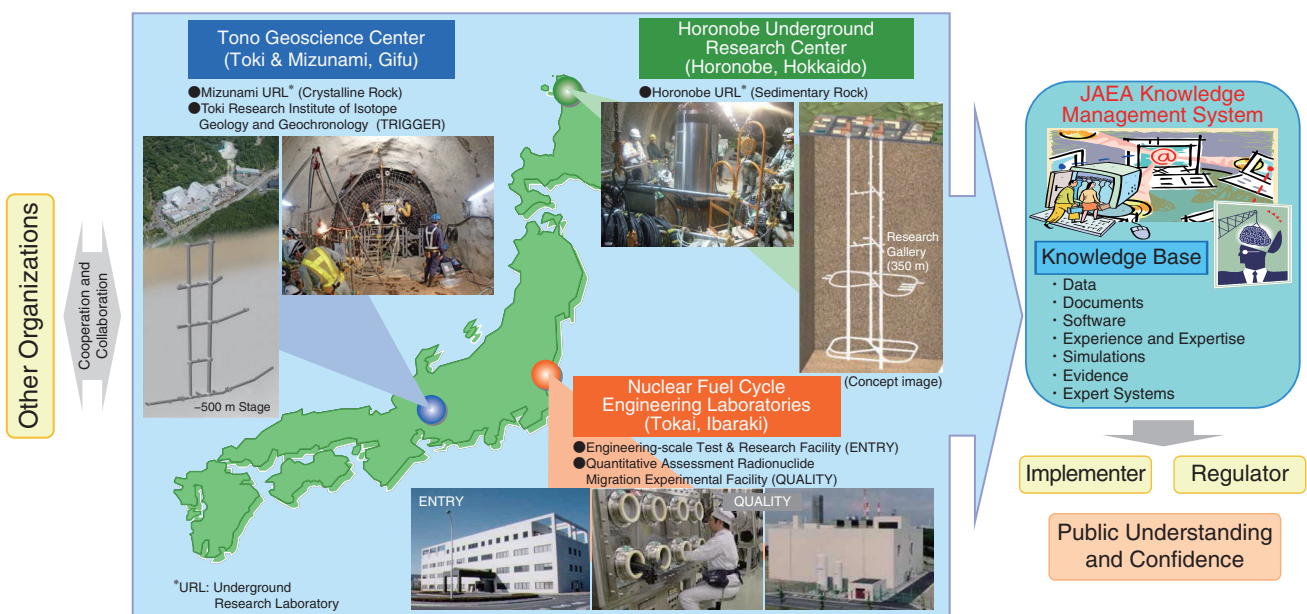 Other Organizations
Cooperation and
Collaboration
Tono Geoscience Center
(Toki & Mizunami, Gifu)
●Mizunami URL* (Crystalline Rock)
●Toki Research Institute of Isotope
Geology and Geochronology (TRIGGER)
−500 m Stage
Horonobe Underground
Research Center
(Horonobe, Hokkaido)
●Horonobe URL* (Sedimentary Rock)
Research
Gallery
(350 m)
(Concept image)
Nuclear Fuel Cycle
Engineering Laboratories
(Tokai, Ibaraki)
●Engineering-scale Test & Research Facility (ENTRY)
●Quantitative Assessment Radionuclide
Migration Experimental Facility (QUALITY)
ENTRY
QUALITY
*URL: Underground
Research Laboratory
JAEA Knowledge
Management System
@
Knowledge Base
・Data
・Documents
・Software
・Experience and Expertise
・Simulations
・Evidence
・Expert Systems
Implementer
Regulator
Public Understanding
and Confidence